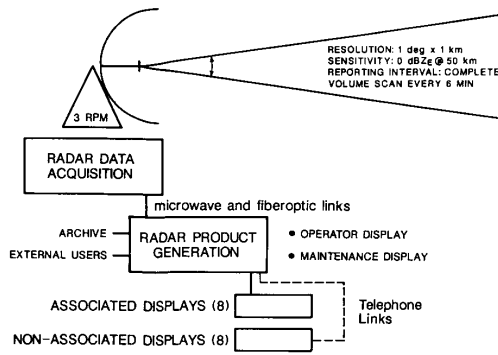 RESOLUTION: 1 deg x 1 km
SENSITIVITY: 0 dBZE @ 50 km
REPORTING INTERVAL: COMPLETE
VOLUME SCAN EVERY 6 MIN
3 RPM
RADAR DATA
ACQUISITION
microwave and fiberoptic links
ARCHIVE
EXTERNAL USERS
RADAR PRODUCT
GENERATION
• OPERATOR DISPLAY
• MAINTENANCE DISPLAY
ASSOCIATED DISPLAYS (8)
NON-ASSOCIATED DISPLAYS (8)
Telephone
Links